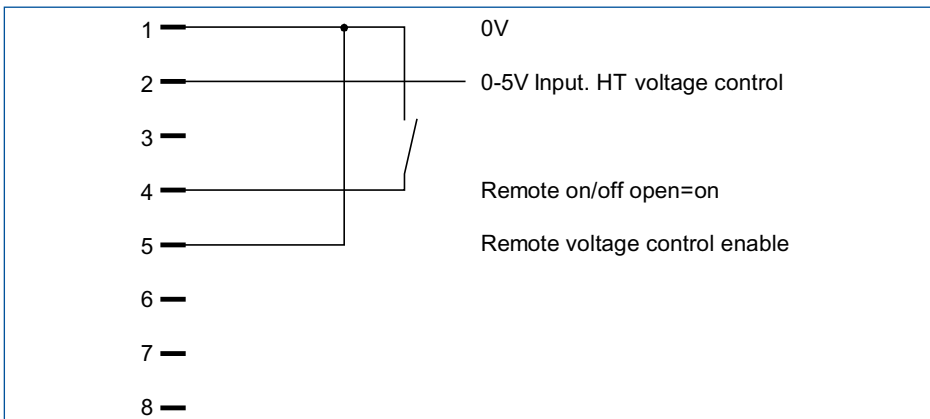 1 0V
2 0-5V Input. HT voltage control
3
4 Remote on/off open=on
5 Remote voltage control enable
6
7
8